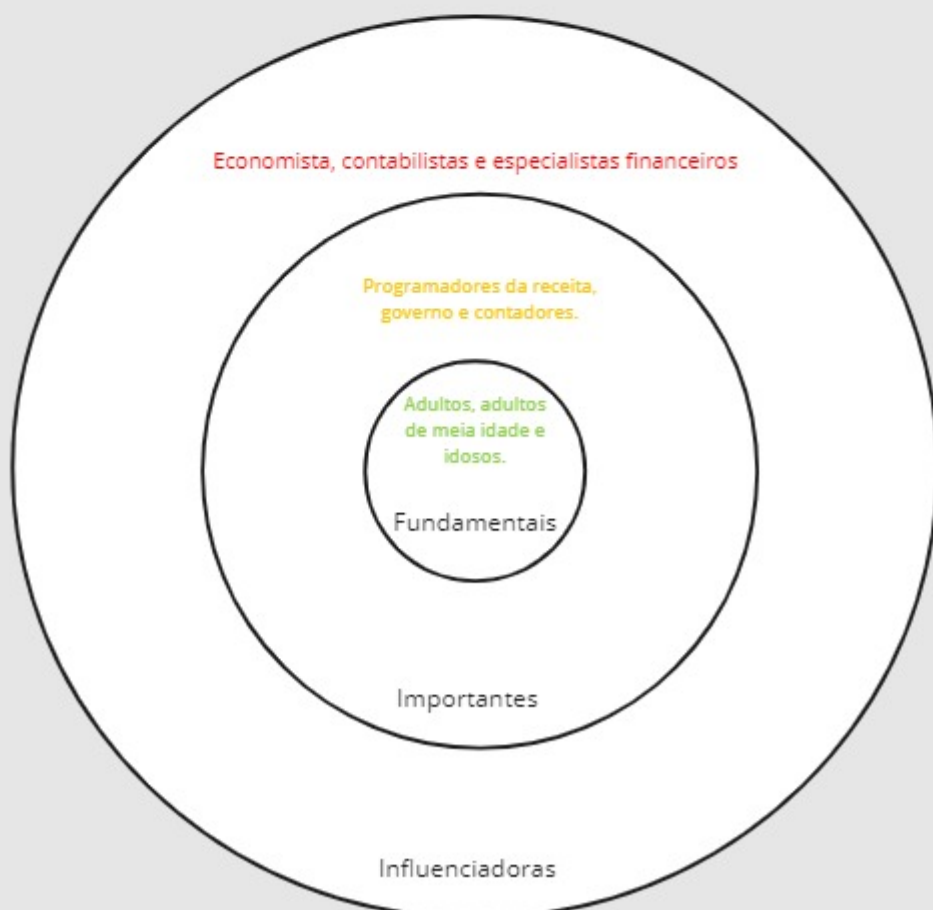 Economista, contabilistas e especialistas financeiros
Programadores da receita,
governo e contadores.
Adultos, adultos
de meia idade e
idosos.
Fundamentais
Importantes
Influenciadoras